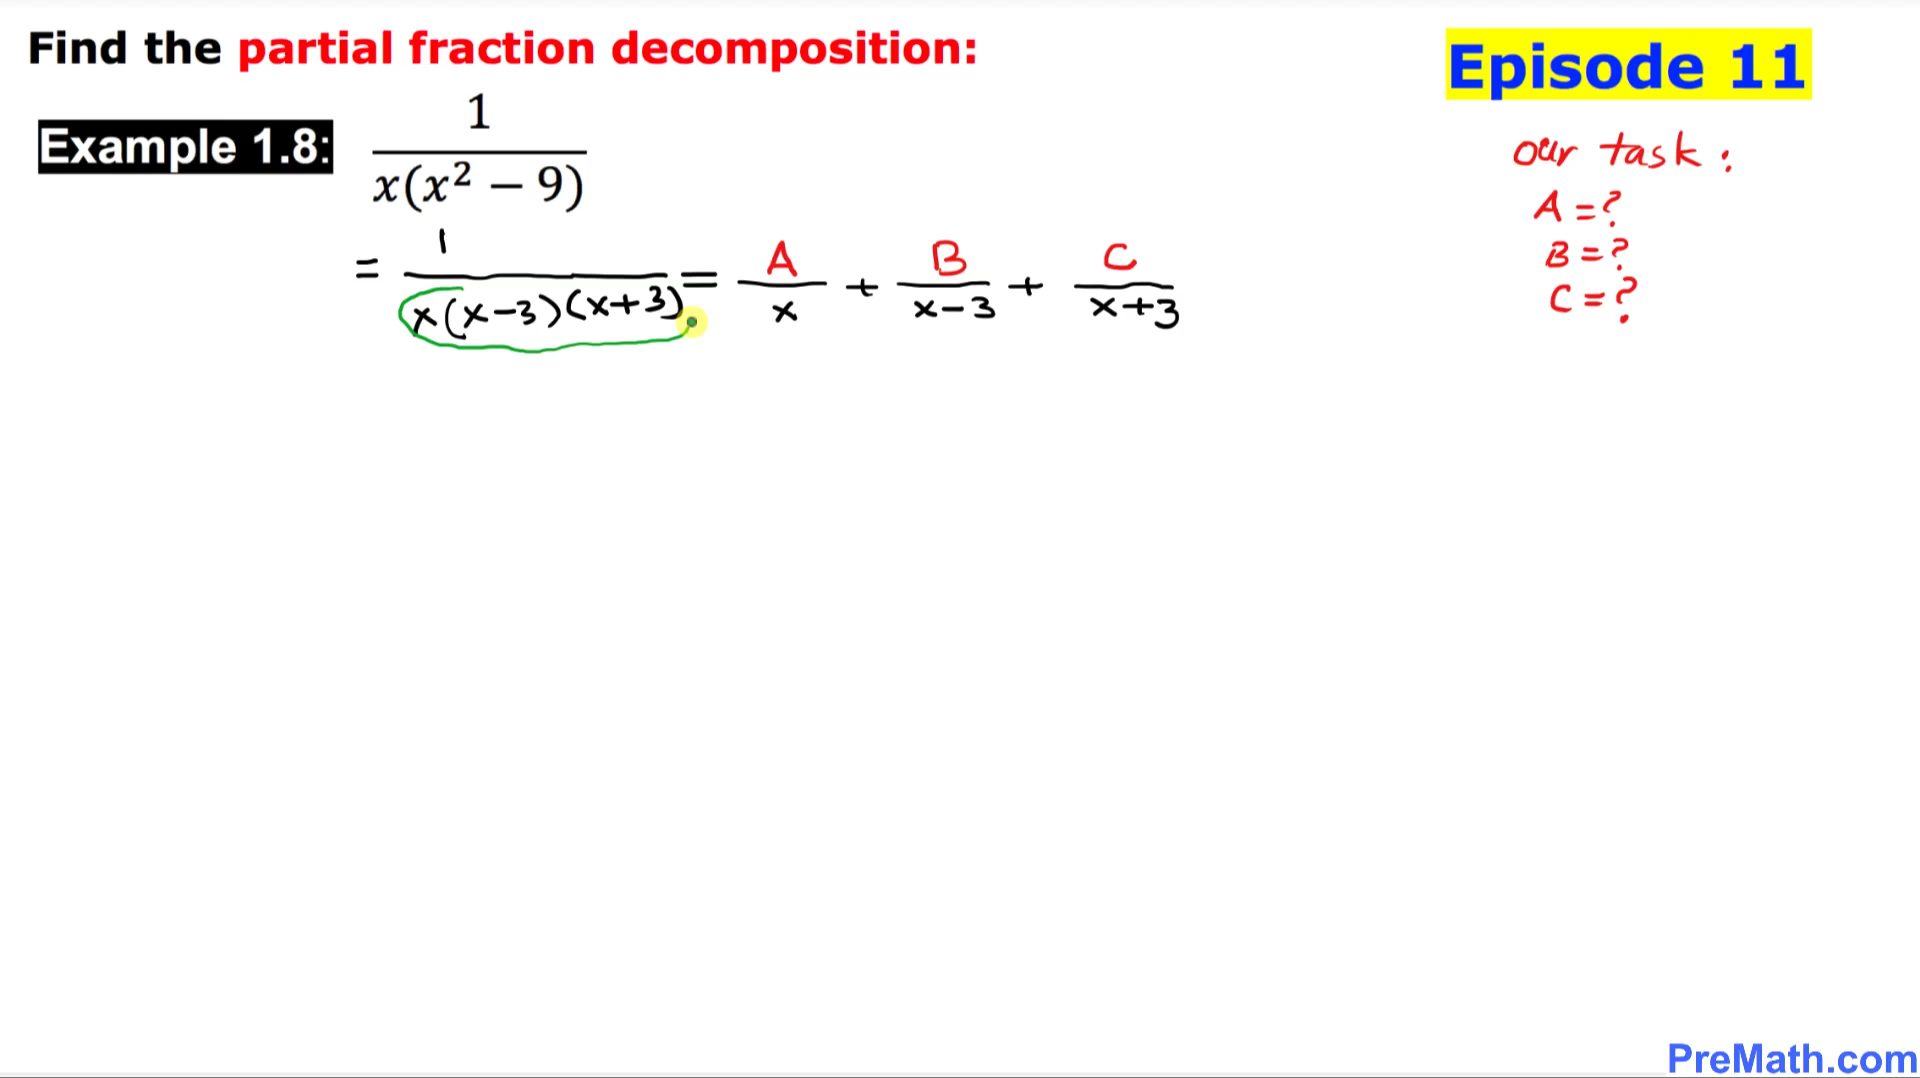 Find the partial fraction decomposition:
Episode 11
Example 1.8: 1/x(x² − 9)
= 1/x(x-3)(x+3) = A/x + B/x-3 + C/x+3
our task:
A=?
B=?
C=?
PreMath.com